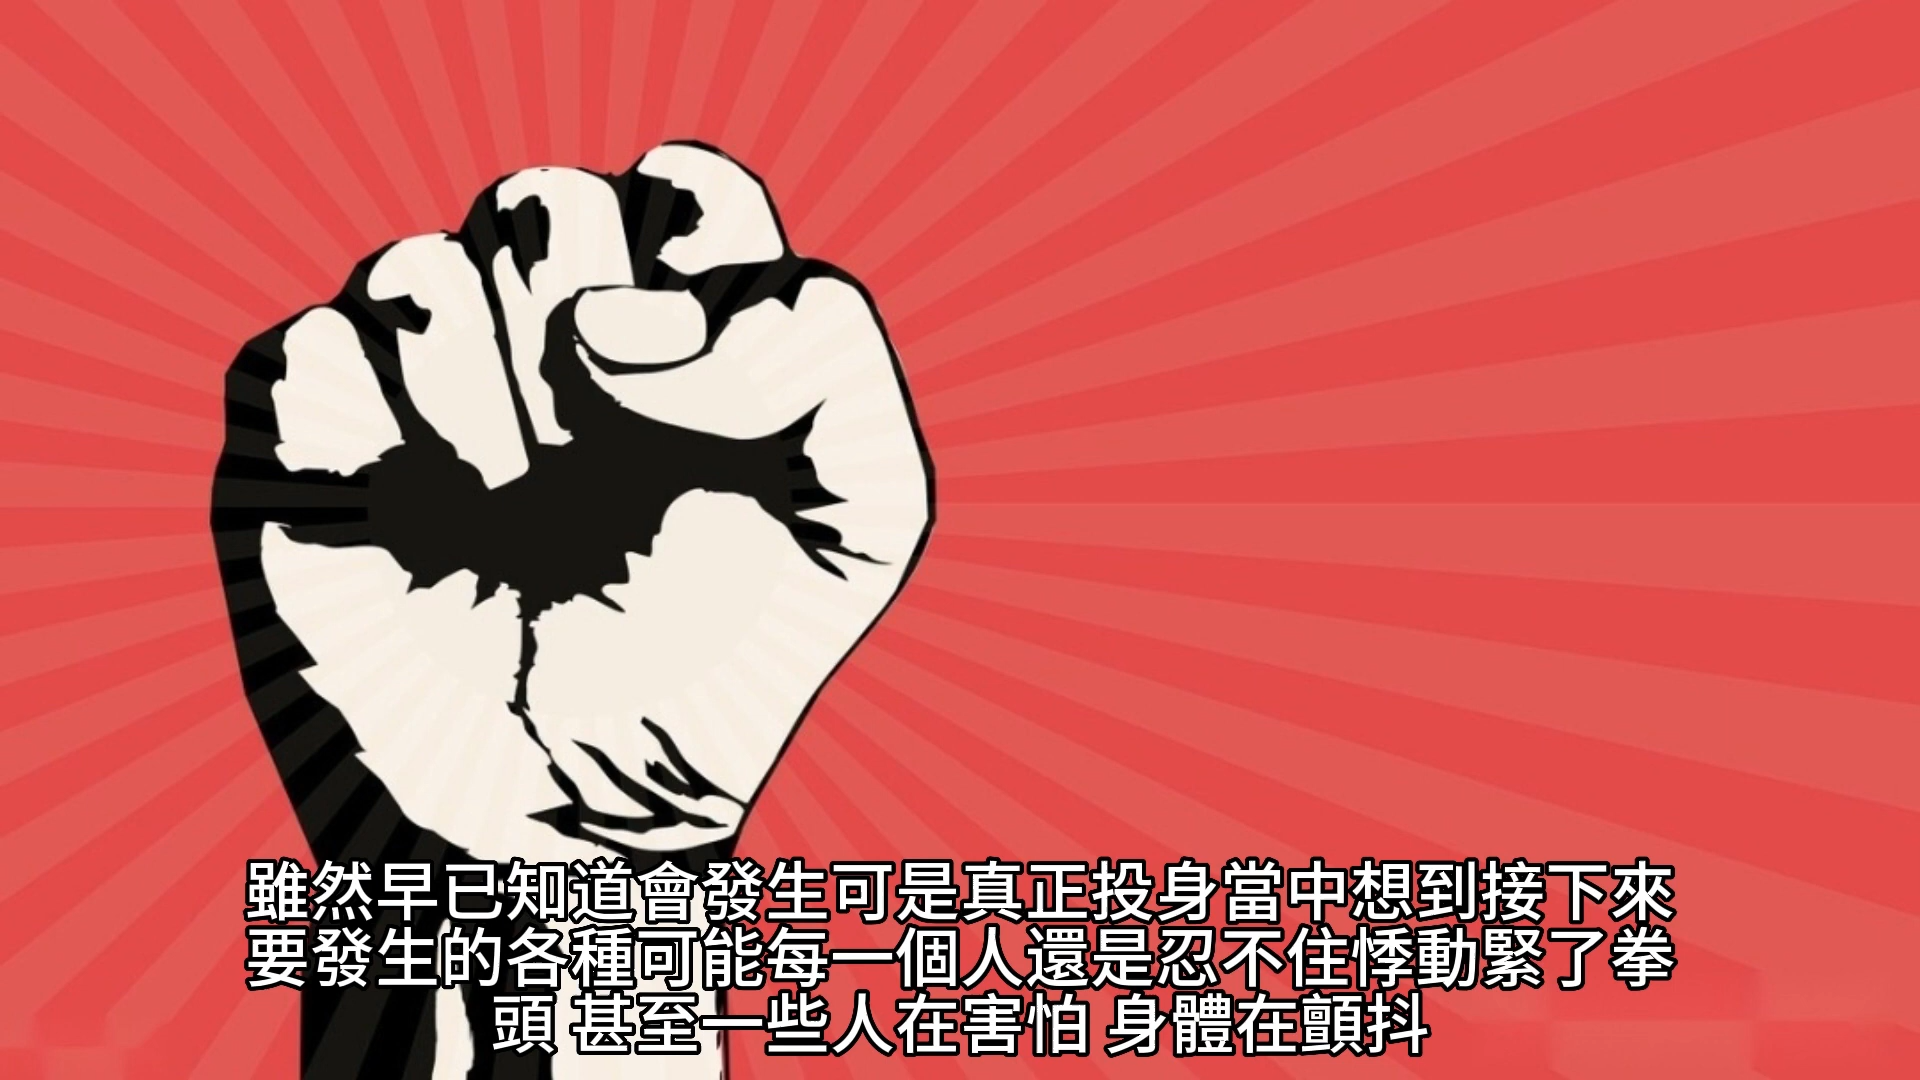 雖然早已知道會發生可是真正投身當中想到接下來
要發生的各種可能每一個人還是忍不住悸動緊了拳
頭 甚至一些人在害怕 身體在顫抖